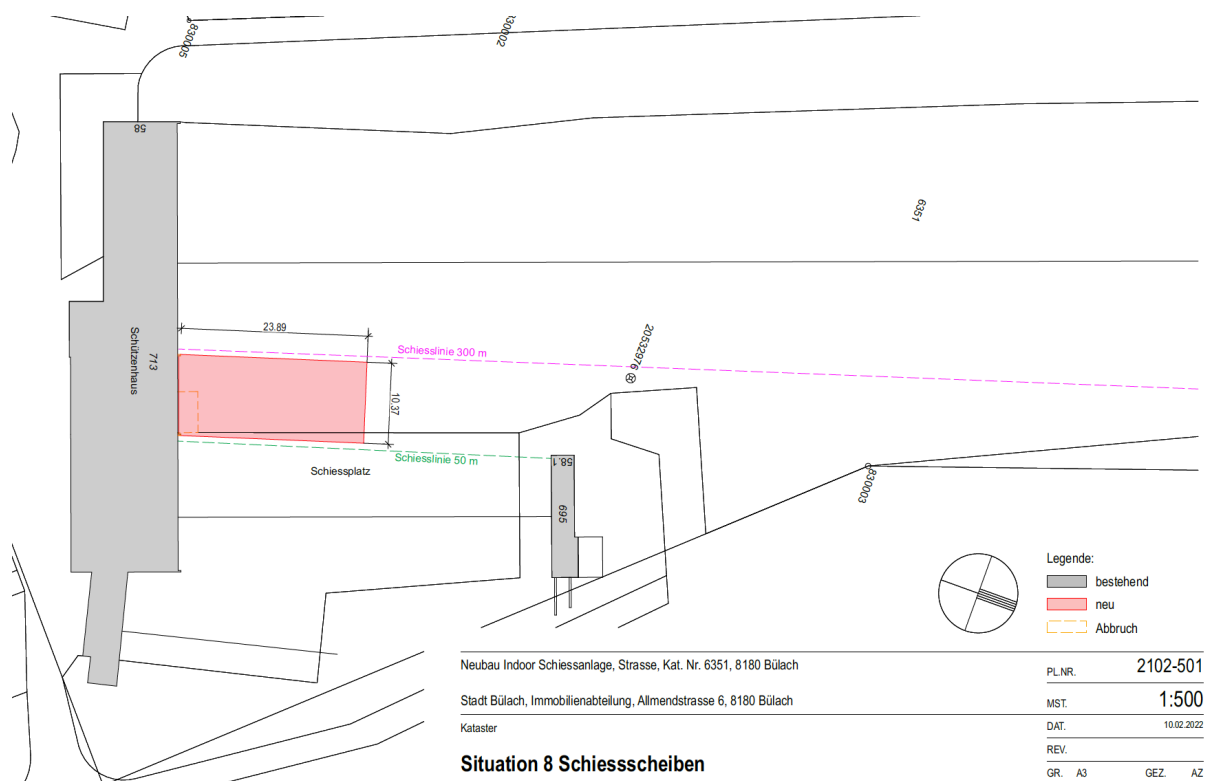 830005
830002
58
6351
713
Schützenhaus
23.89
Schiesslinie 300 m
20532976
10.37
Schiesslinie 50 m
58.1
Schiessplatz
830003
695
Legende:
bestehend
neu
Abbruch
Neubau Indoor Schiessanlage, Strasse, Kat. Nr. 6351, 8180 Bülach
PL.NR. 2102-501
Stadt Bülach, Immobilienabteilung, Allmendstrasse 6, 8180 Bülach
MST. 1:500
Kataster
DAT. 10.02.2022
REV.
Situation 8 Schiessscheiben
GR. A3 GEZ. AZ